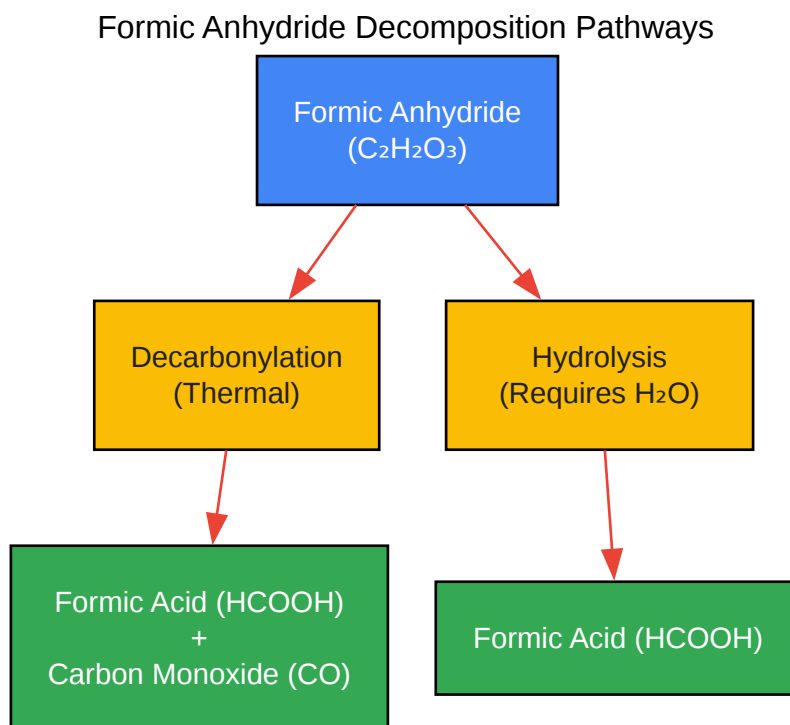 Formic Anhydride Decomposition Pathways
Formic Anhydride
(C₂H₂O₃)
Decarbonylation
(Thermal)
Hydrolysis
(Requires H₂O)
Formic Acid (HCOOH)
+
Carbon Monoxide (CO)
Formic Acid (HCOOH)